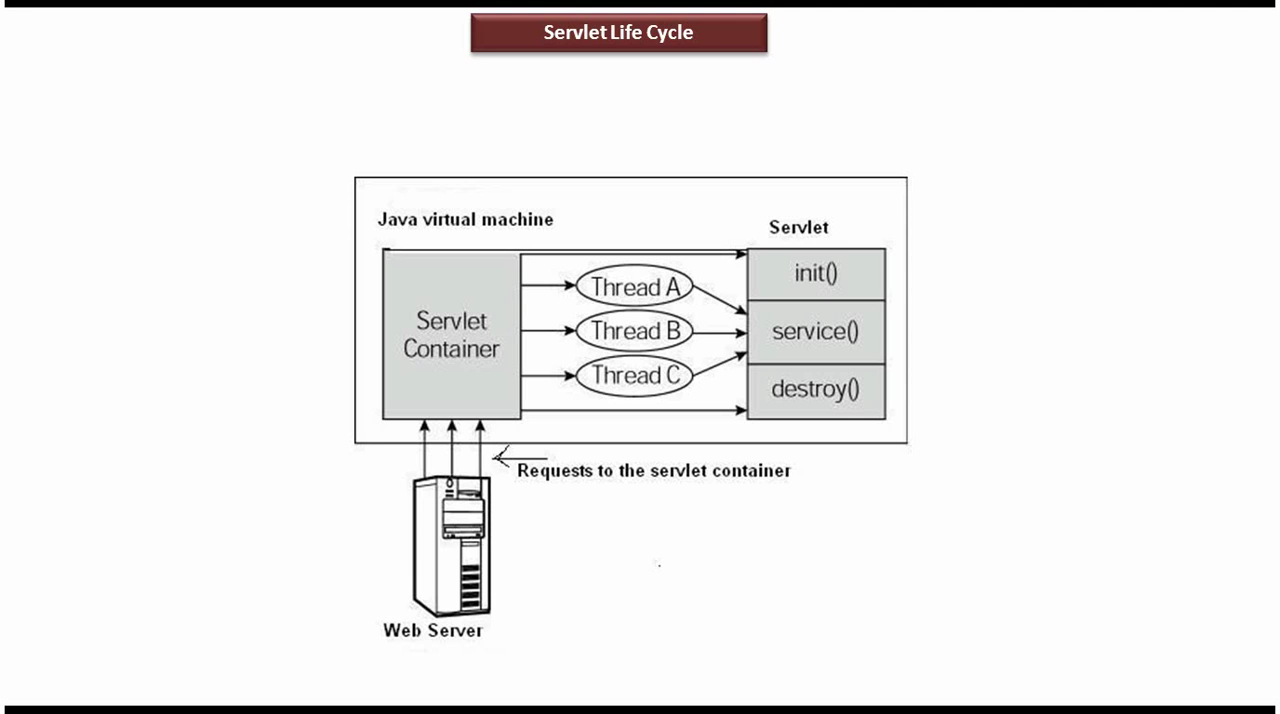 Servlet Life Cycle
Java virtual machine
Servlet
Servlet
Container
Thread A
Thread B
Thread C
init()
service()
destroy()
Requests to the servlet container
Web Server